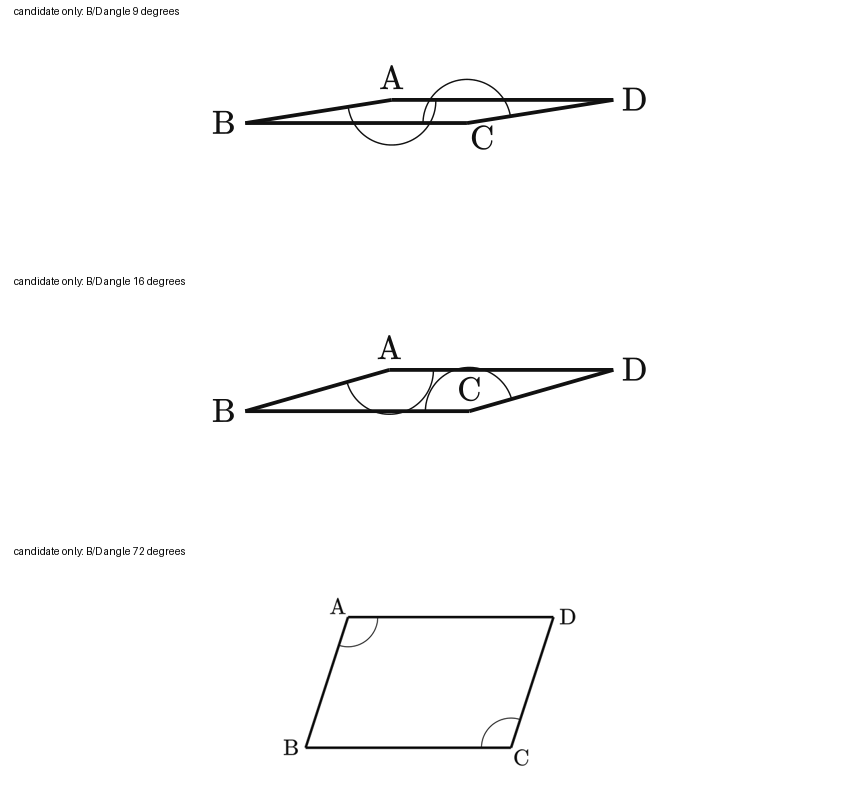 candidate only: B/D angle 9 degrees
A
D
B
C
candidate only: B/D angle 16 degrees
A
D
C
B
candidate only: B/D angle 72 degrees
A
D
B
C